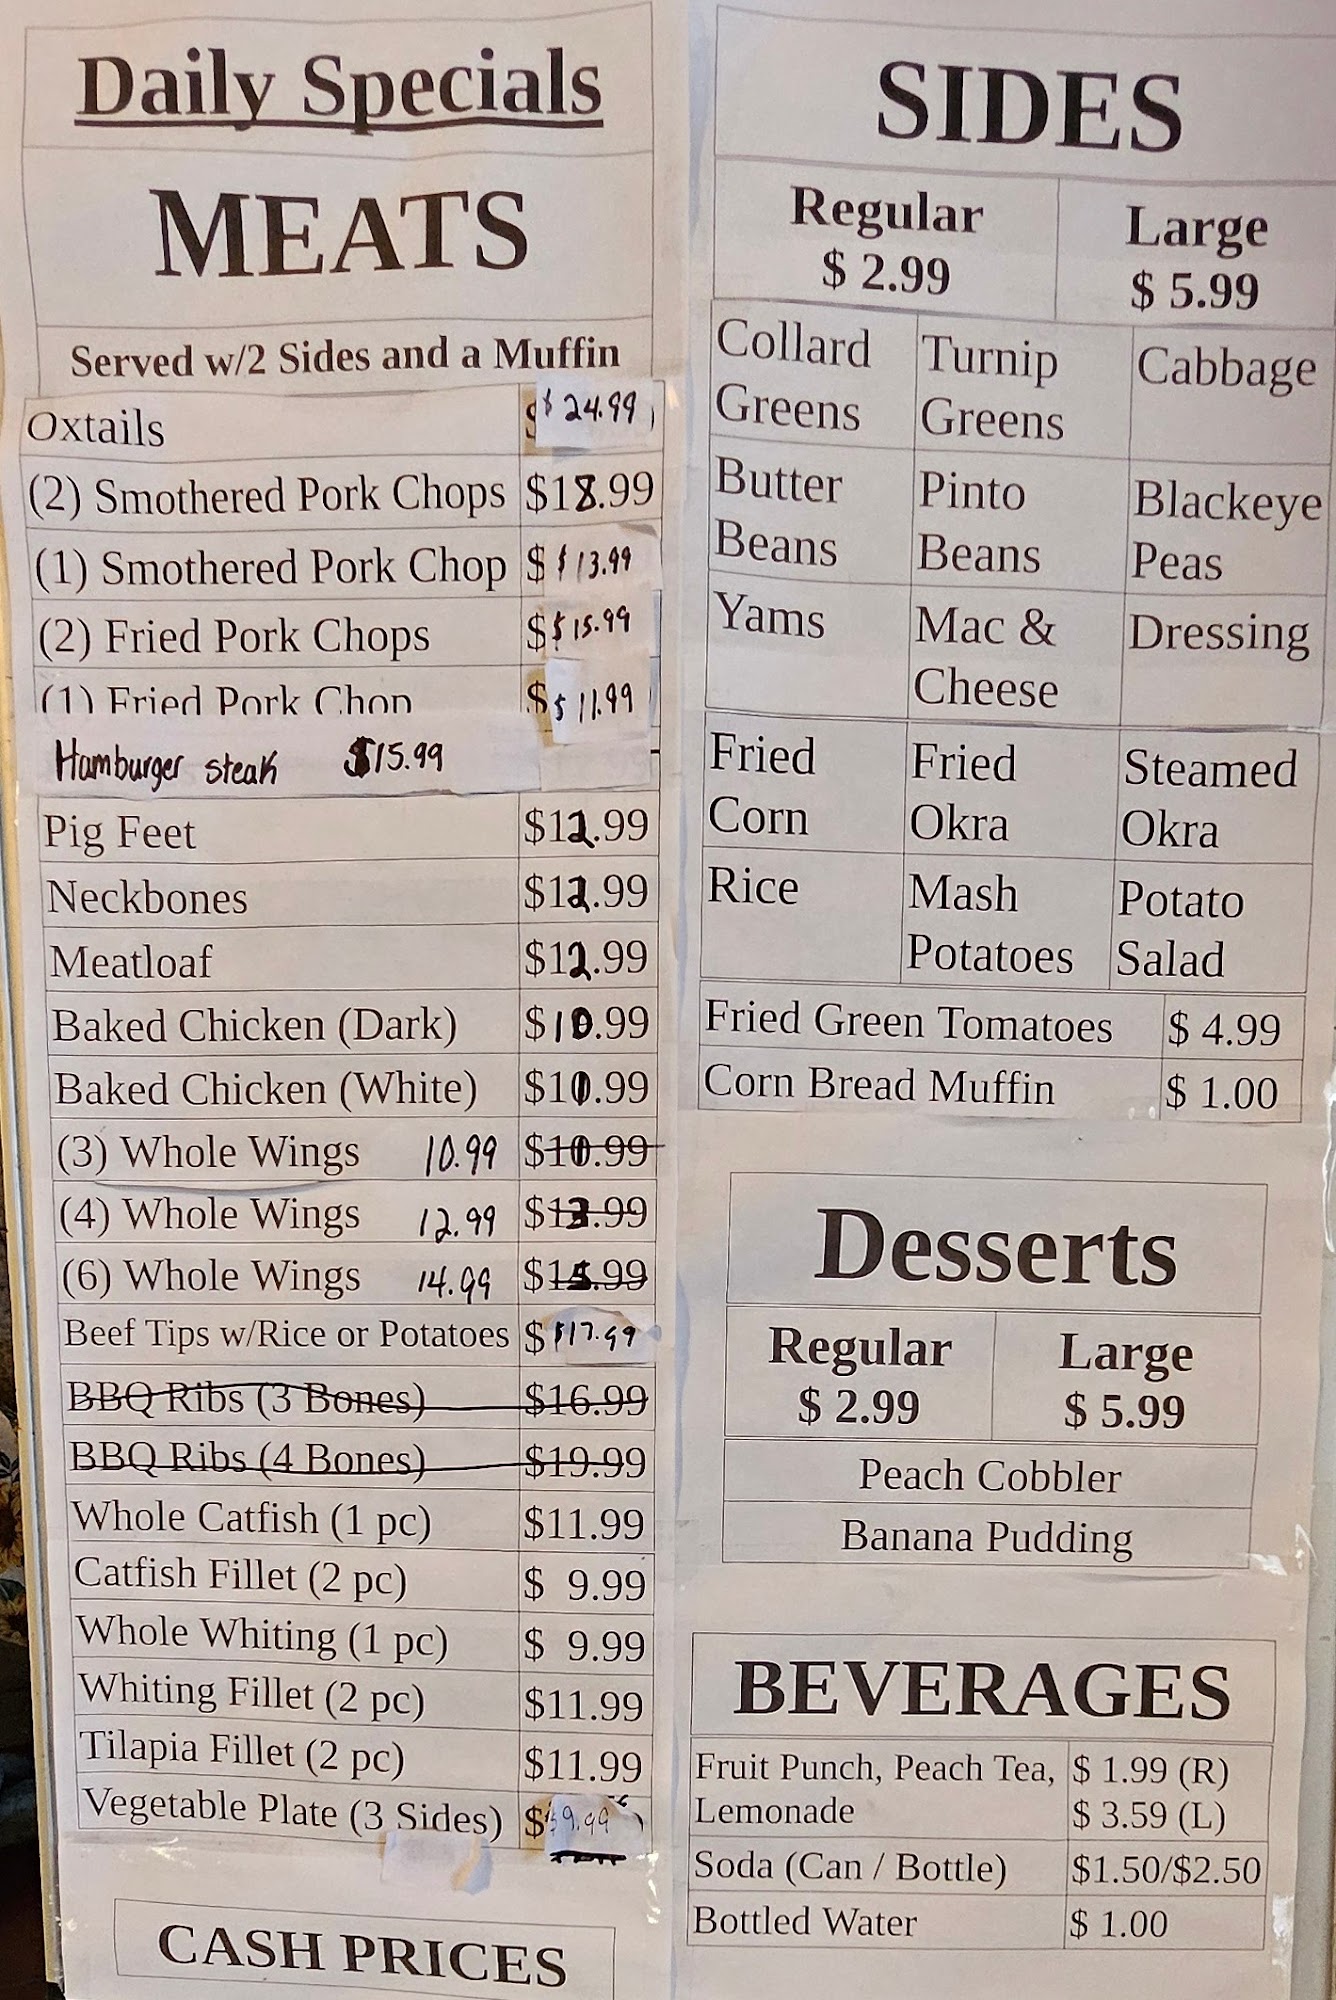 Daily Specials
MEATS
Served w/2 Sides and a Muffin
Oxtails $24.99
(2) Smothered Pork Chops $18.99
(1) Smothered Pork Chop $ $13.99
(2) Fried Pork Chops $ $15.99
(1) Fried Pork Chop $ $11.99
Hamburger steak $15.99
Pig Feet $12.99
Neckbones $12.99
Meatloaf $12.99
Baked Chicken (Dark) $10.99
Baked Chicken (White) $10.99
(3) Whole Wings 10.99 $10.99
(4) Whole Wings 12.99 $13.99
(6) Whole Wings 14.99 $15.99
Beef Tips w/Rice or Potatoes $ $17.99
BBQ Ribs (3 Bones) $16.99
BBQ Ribs (4 Bones) $19.99
Whole Catfish (1 pc) $11.99
Catfish Fillet (2 pc) $ 9.99
Whole Whiting (1 pc) $ 9.99
Whiting Fillet (2 pc) $11.99
Tilapia Fillet (2 pc) $11.99
Vegetable Plate (3 Sides) $ $9.99
CASH PRICES
SIDES
Regular Large
$ 2.99 $ 5.99
Collard Turnip Cabbage
Greens Greens
Butter Pinto Blackeye
Beans Beans Peas
Yams Mac & Dressing
Cheese
Fried Fried Steamed
Corn Okra Okra
Rice Mash Potato
Potatoes Salad
Fried Green Tomatoes $ 4.99
Corn Bread Muffin $ 1.00
Desserts
Regular Large
$ 2.99 $ 5.99
Peach Cobbler
Banana Pudding
BEVERAGES
Fruit Punch, Peach Tea, $ 1.99 (R)
Lemonade $ 3.59 (L)
Soda (Can / Bottle) $1.50/$2.50
Bottled Water $ 1.00